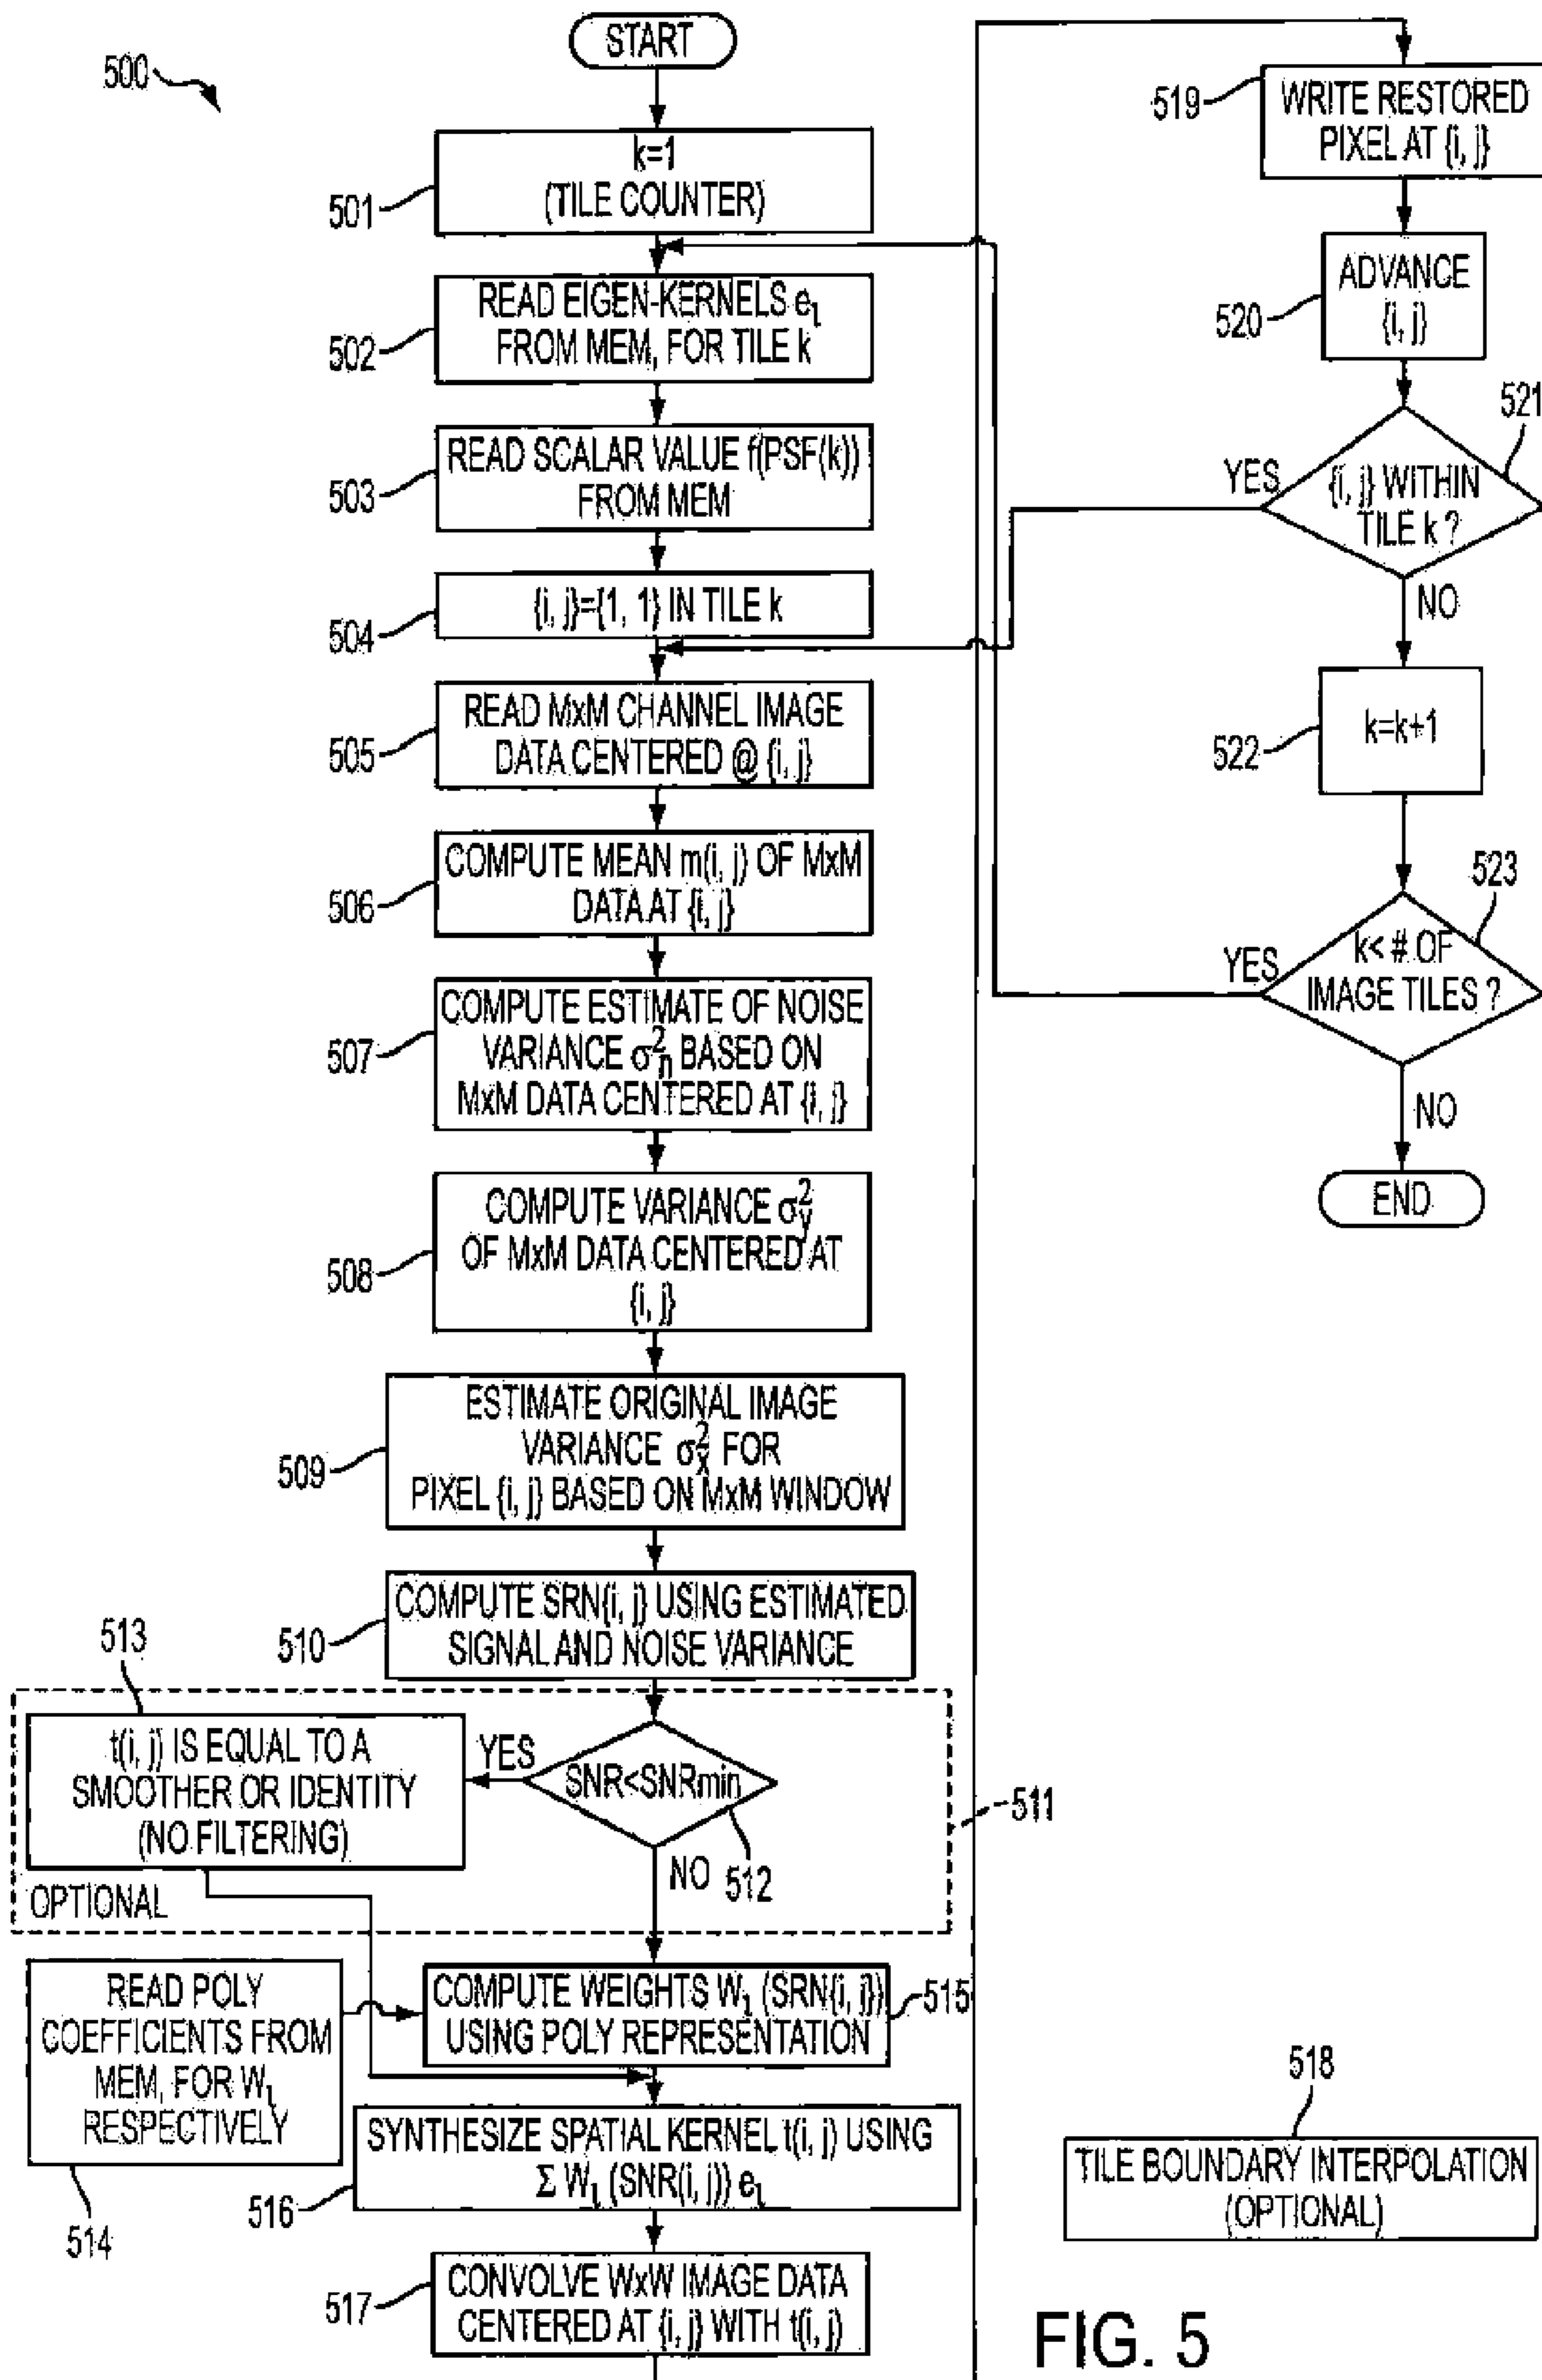 500
START
k=1
(TILE COUNTER)
501
READ EIGEN-KERNELS eι
FROM MEM, FOR TILE k
502
READ SCALAR VALUE f(PSF(k))
FROM MEM
503
{i, j}={1, 1} IN TILE k
504
READ MxM CHANNEL IMAGE
DATA CENTERED @ {i, j}
505
COMPUTE MEAN m(i, j) OF MxM
DATA AT {i, j}
506
COMPUTE ESTIMATE OF NOISE
VARIANCE σ²n BASED ON
MxM DATA CENTERED AT {i, j}
507
COMPUTE VARIANCE σ²y
OF MxM DATA CENTERED AT
{i, j}
508
ESTIMATE ORIGINAL IMAGE
VARIANCE σ²x FOR
PIXEL {i, j} BASED ON MxM WINDOW
509
COMPUTE SRN{i, j} USING ESTIMATED
SIGNAL AND NOISE VARIANCE
510
513
t(i, j) IS EQUAL TO A
SMOOTHER OR IDENTITY
(NO FILTERING)
YES
SNR<SNRmin
511
NO
512
OPTIONAL
READ POLY
COEFFICIENTS FROM
MEM, FOR Wι
RESPECTIVELY
514
COMPUTE WEIGHTS Wι (SRN{i, j})
USING POLY REPRESENTATION
515
SYNTHESIZE SPATIAL KERNEL t(i, j) USING
Σ Wι (SNR(i, j)) eι
516
CONVOLVE WxW IMAGE DATA
CENTERED AT {i, j} WITH t(i, j)
517
WRITE RESTORED
PIXEL AT {i, j}
519
ADVANCE
{i, j}
520
521
{i, j} WITHIN
TILE k ?
YES
NO
k=k+1
522
523
k< # OF
IMAGE TILES ?
YES
NO
END
518
TILE BOUNDARY INTERPOLATION
(OPTIONAL)
FIG. 5